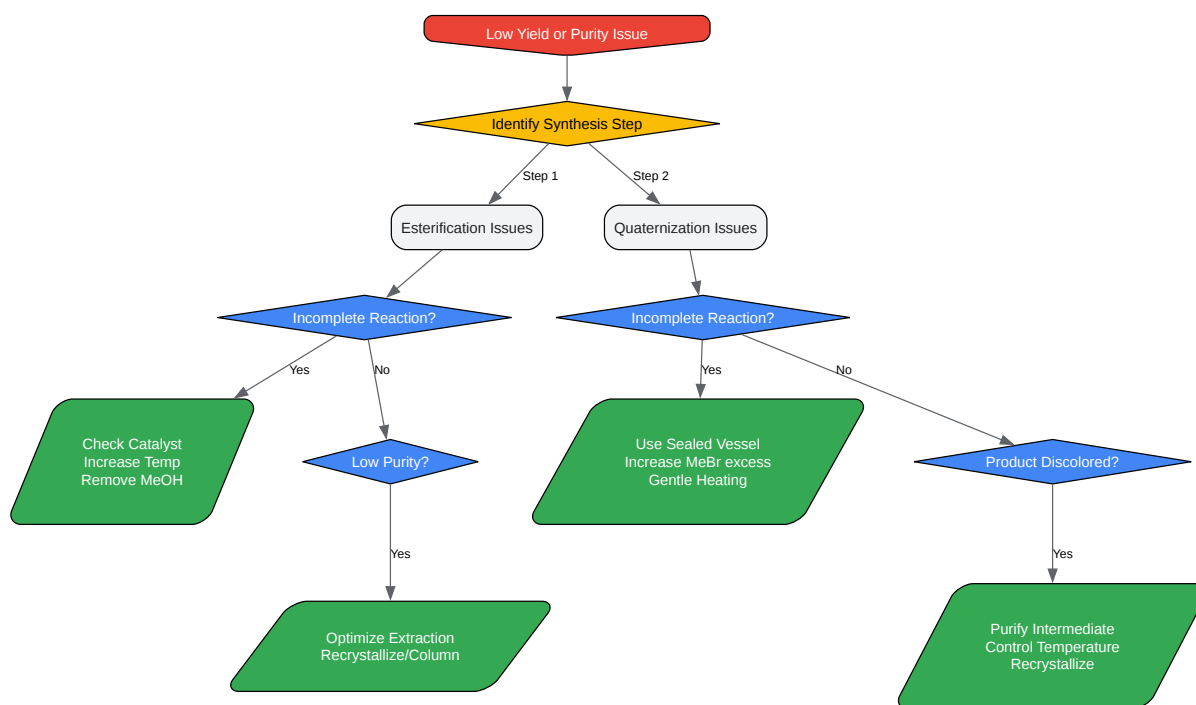 Low Yield or Purity Issue
Identify Synthesis Step
Step 1
Step 2
Esterification Issues
Quaternization Issues
Incomplete Reaction?
Incomplete Reaction?
Yes
No
Yes
No
Check Catalyst
Increase Temp
Remove MeOH
Low Purity?
Use Sealed Vessel
Increase MeBr excess
Gentle Heating
Product Discolored?
Yes
Yes
Optimize Extraction
Recrystallize/Column
Purify Intermediate
Control Temperature
Recrystallize